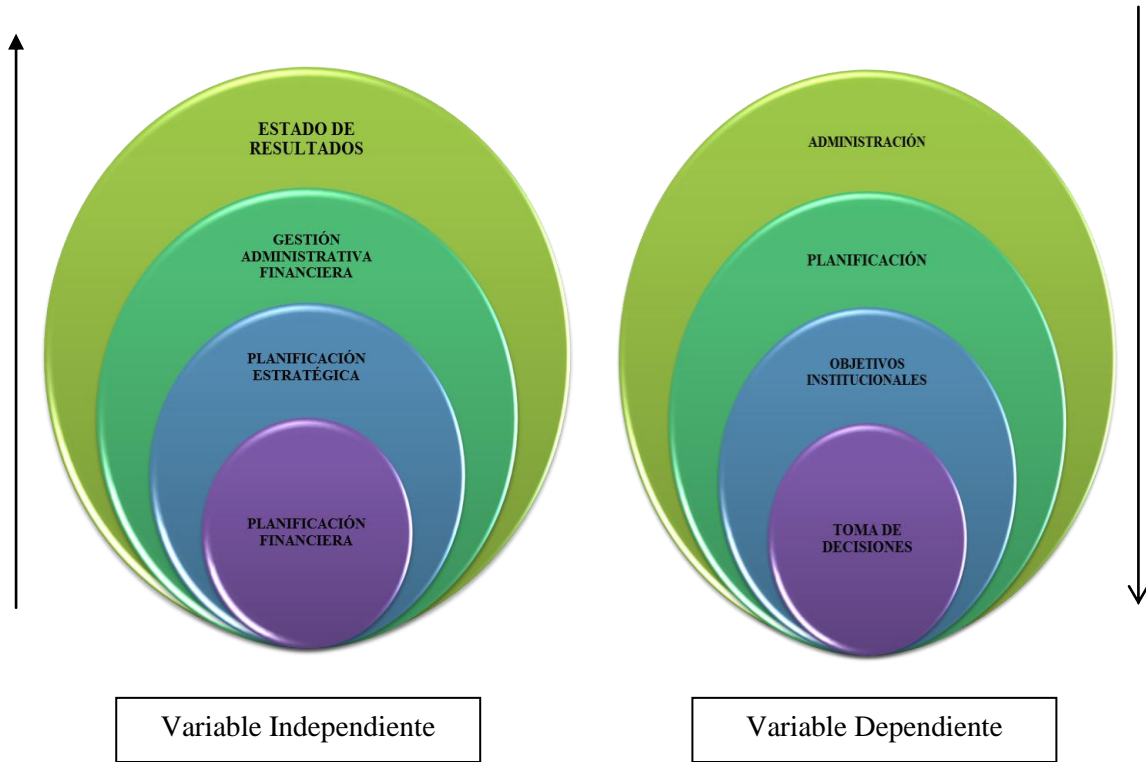 ESTADO DE
RESULTADOS
GESTIÓN
ADMINISTRATIVA
FINANCIERA
PLANIFICACIÓN
ESTRATÉGICA
PLANIFICACIÓN
FINANCIERA
Variable Independiente
ADMINISTRACIÓN
PLANIFICACIÓN
OBJETIVOS
INSTITUCIONALES
TOMA DE
DECISIONES
Variable Dependiente